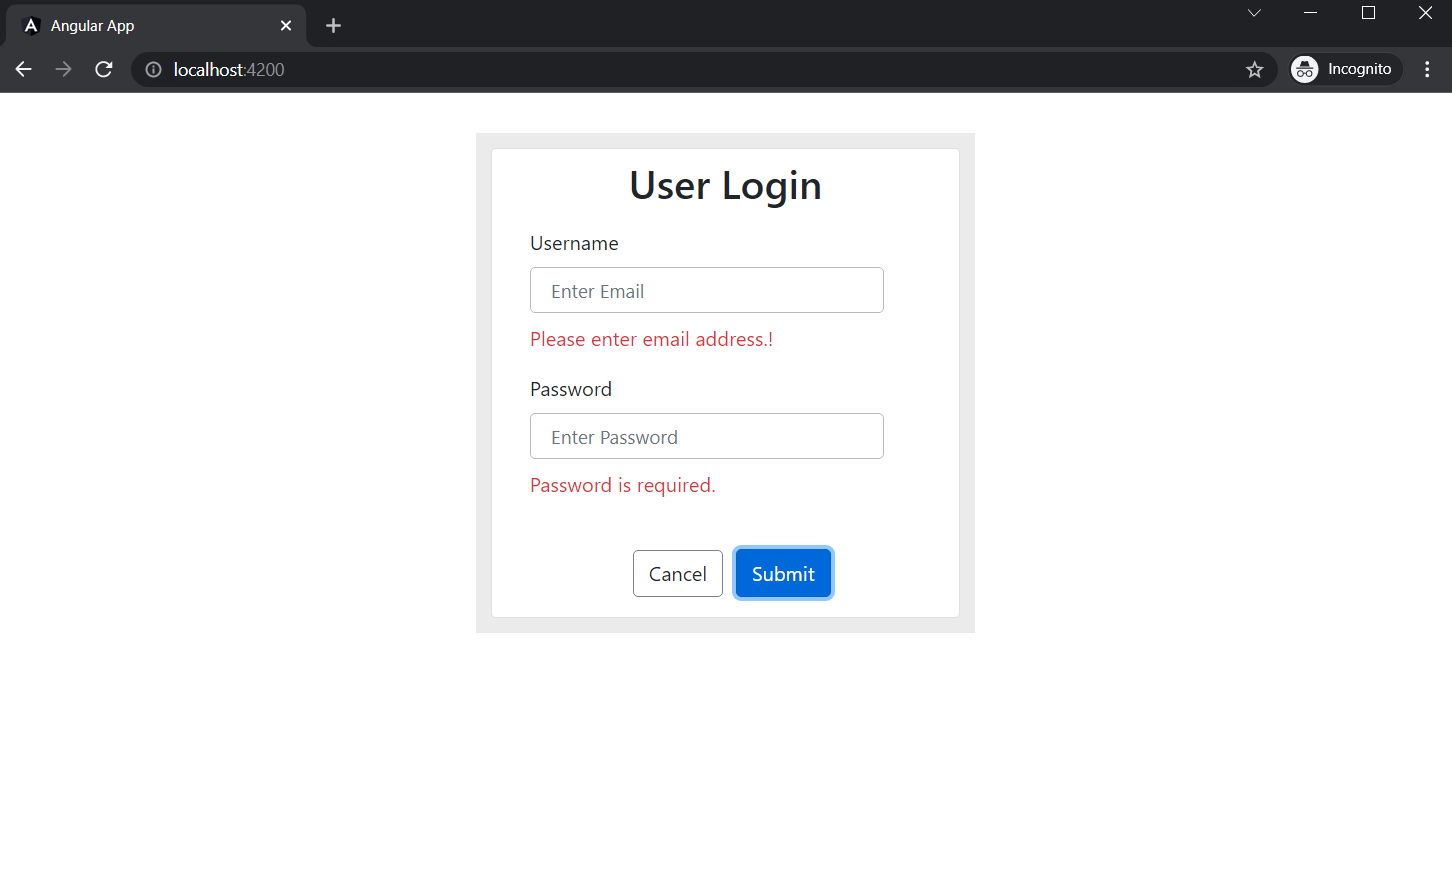 Angular App
localhost:4200
Incognito
User Login
Username
Enter Email
Please enter email address.!
Password
Enter Password
Password is required.
Cancel Submit